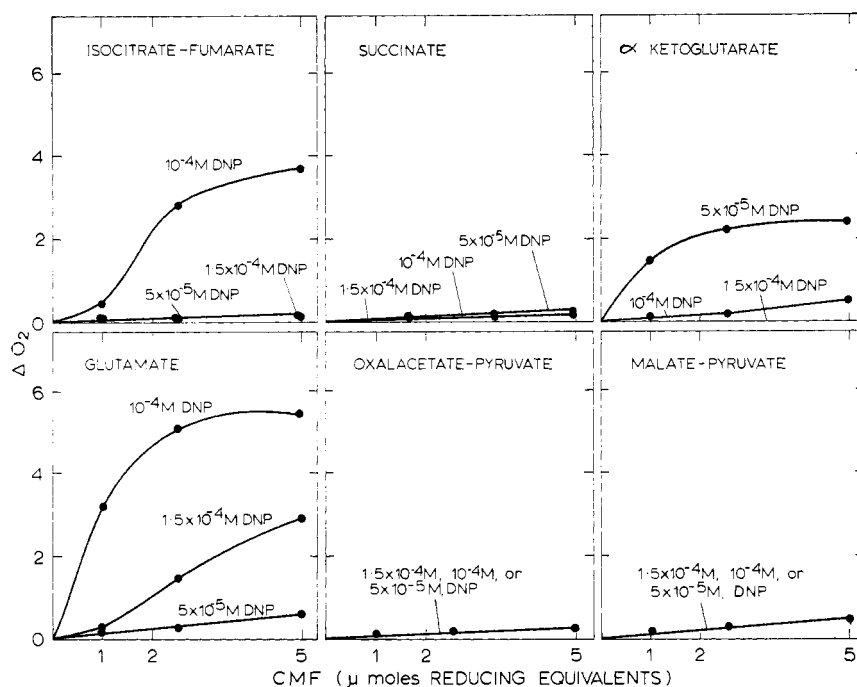 ISOCITRATE-FUMARATE
SUCCINATE
α KETOGLUTARATE
6
4
2
0
10⁻⁴M DNP
1·5x10⁻⁴M DNP
5x10⁻⁵M DNP
5x10⁻⁵M DNP
10⁻⁴M DNP
1·5x10⁻⁴M DNP
5x10⁻⁵M DNP
10⁻⁴M DNP
1·5x10⁻⁴M DNP
Δ O₂
GLUTAMATE
OXALACETATE-PYRUVATE
MALATE-PYRUVATE
6
4
2
0
10⁻⁴M DNP
1·5x10⁻⁴M DNP
5x10⁻⁵M DNP
1·5x10⁻⁴M, 10⁻⁴M, or
5x10⁻⁵M, DNP
1·5x10⁻⁴M, 10⁻⁴M, or
5x10⁻⁵M, DNP
1 2 5
1 2 5
1 2 5
CMF (μ moles REDUCING EQUIVALENTS)